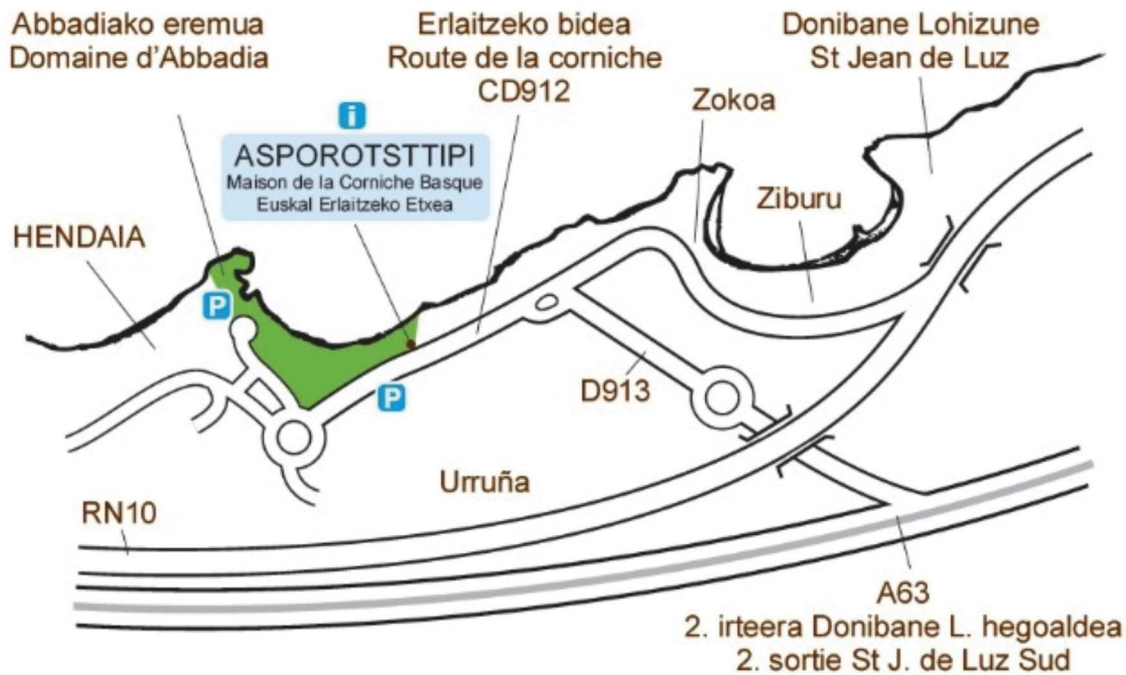 Abbadiako eremua
Domaine d'Abbadia
Erlaitzeko bidea
Route de la corniche
CD912
Donibane Lohizune
St Jean de Luz
Zokoa
i
ASPOROTSTTIPI
Maison de la Corniche Basque
Euskal Erlaitzeko Etxea
Ziburu
HENDAIA
P
P
D913
Urruña
RN10
A63
2. irteera Donibane L. hegoaldea
2. sortie St J. de Luz Sud